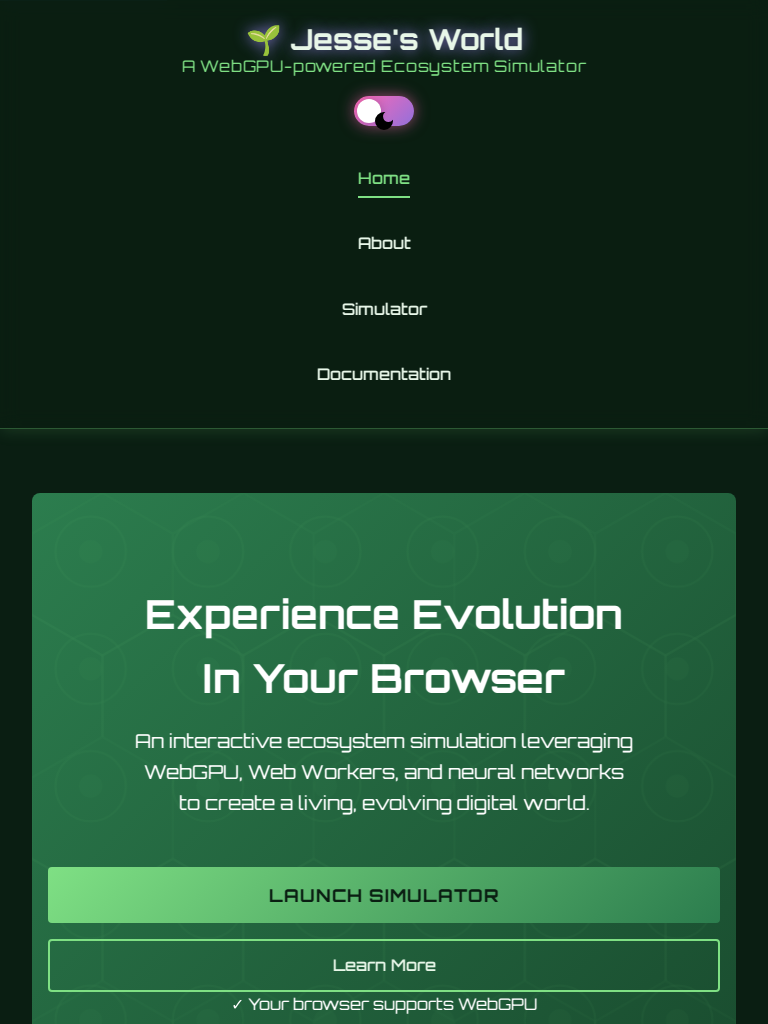 🌱 Jesse's World
A WebGPU-powered Ecosystem Simulator
Home
About
Simulator
Documentation
Experience Evolution
In Your Browser
An interactive ecosystem simulation leveraging
WebGPU, Web Workers, and neural networks
to create a living, evolving digital world.
LAUNCH SIMULATOR
Learn More
✓ Your browser supports WebGPU